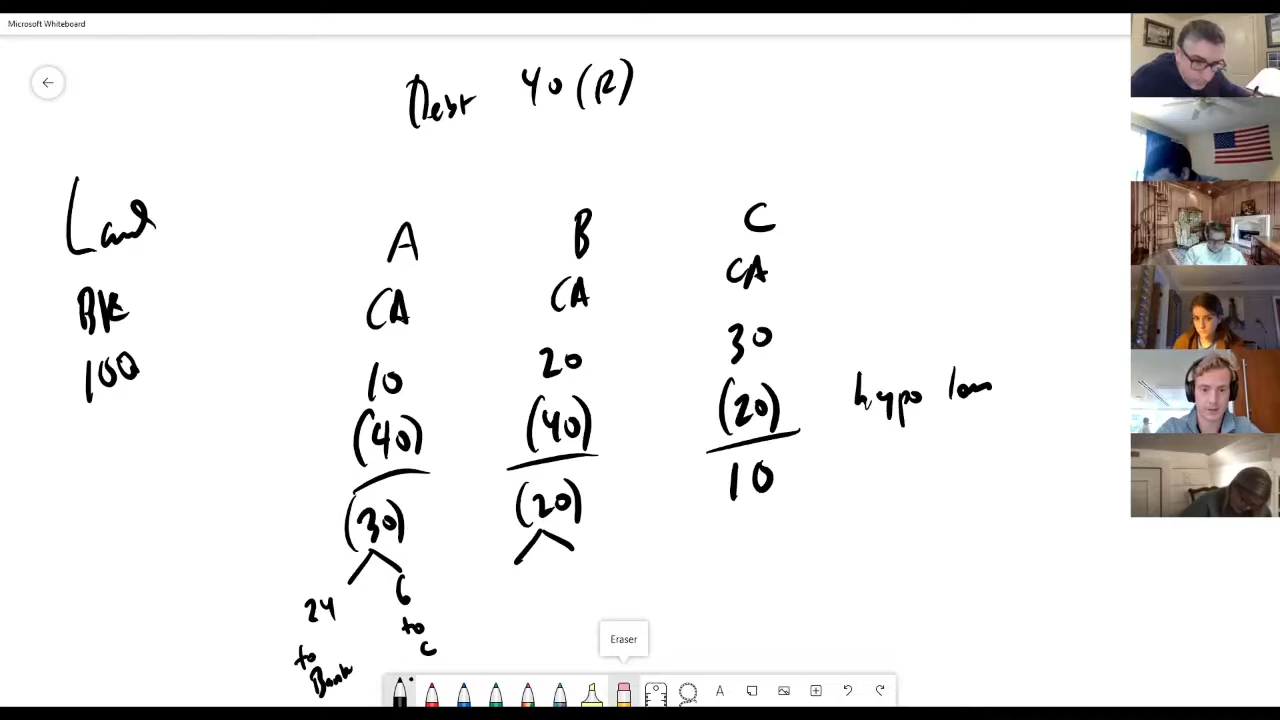 Microsoft Whiteboard
Debt 40 (R)
Land
BK
100
A
CA
10
(40)
(30)
24
to
Bank
6
to
C
B
CA
20
(40)
(20)
C
CA
30
(20)
10
hypo loss
Eraser
A